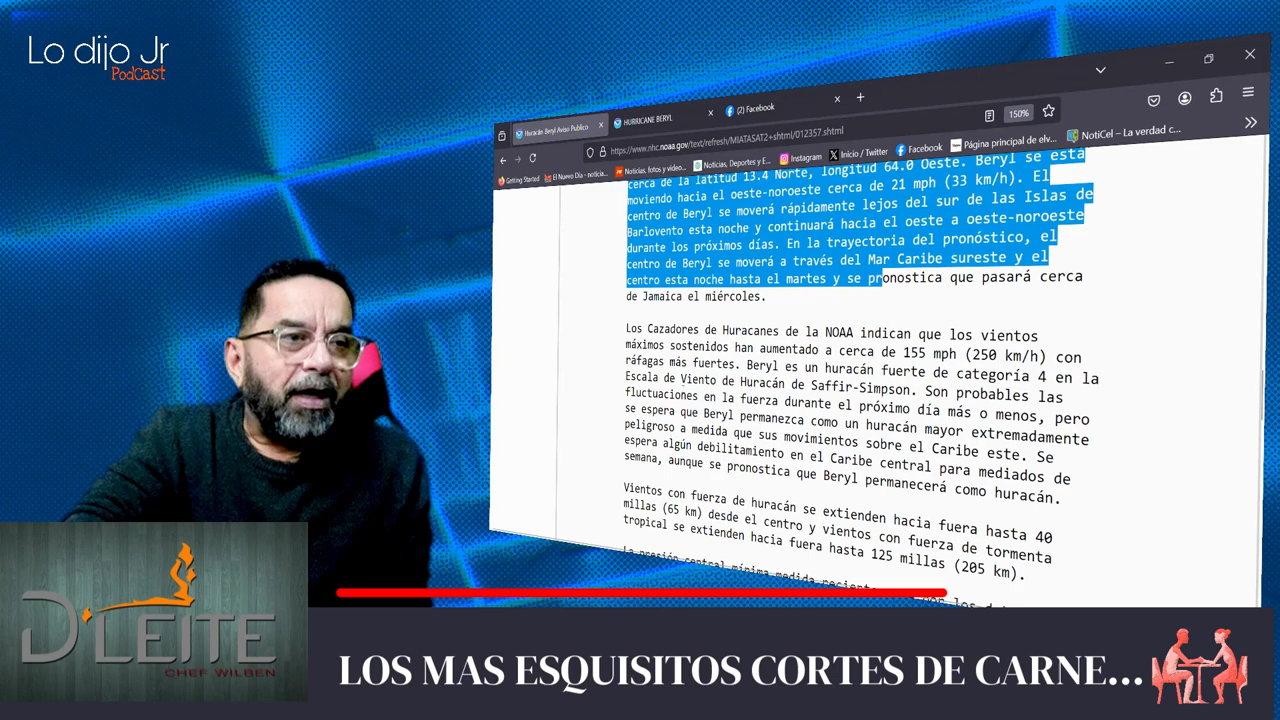 Lo dijo Jr
PodCast
Huracán Beryl Aviso Publico
HURRICANE BERYL
(2) Facebook
https://www.nhc.noaa.gov/text/refresh/MIATASAT2+shtml/012357.shtml
150%
Getting Started
El Nuevo Día - noticia...
Noticias, fotos y vídeo...
Noticias, Deportes y E...
Instagram
Inicio / Twitter
Facebook
Página principal de elv...
NotiCel – La verdad c...
cerca de la latitud 13.4 Norte, longitud 64.0 Oeste. Beryl se está
moviendo hacia el oeste-noroeste cerca de 21 mph (33 km/h). El
centro de Beryl se moverá rápidamente lejos del sur de las Islas de
Barlovento esta noche y continuará hacia el oeste a oeste-noroeste
durante los próximos días. En la trayectoria del pronóstico, el
centro de Beryl se moverá a través del Mar Caribe sureste y el
centro esta noche hasta el martes y se pronostica que pasará cerca
de Jamaica el miércoles.
Los Cazadores de Huracanes de la NOAA indican que los vientos
máximos sostenidos han aumentado a cerca de 155 mph (250 km/h) con
ráfagas más fuertes. Beryl es un huracán fuerte de categoría 4 en la
Escala de Viento de Huracán de Saffir-Simpson. Son probables las
fluctuaciones en la fuerza durante el próximo día más o menos, pero
se espera que Beryl permanezca como un huracán mayor extremadamente
peligroso a medida que sus movimientos sobre el Caribe este. Se
espera algún debilitamiento en el Caribe central para mediados de
semana, aunque se pronostica que Beryl permanecerá como huracán.
Vientos con fuerza de huracán se extienden hacia fuera hasta 40
millas (65 km) desde el centro y vientos con fuerza de tormenta
tropical se extienden hacia fuera hasta 125 millas (205 km).
La presión central mínima medida
D'LEITE
CHEF WILBEN
LOS MAS ESQUISITOS CORTES DE CARNE...